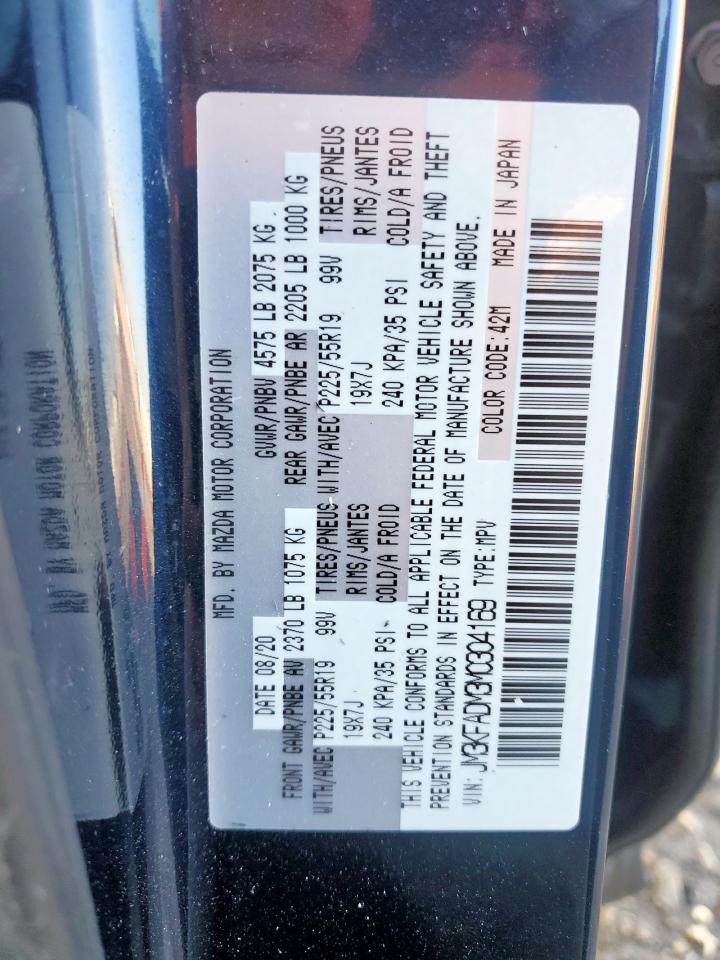 MFD. BY MAZDA MOTOR CORPORATION
DATE 08/20 GVWR/PNBV 4575 LB 2075 KG
FRONT GAWR/PNBE AV 2370 LB 1075 KG REAR GAWR/PNBE AR 2205 LB 1000 KG
WITH/AVEC P225/55R19 99V TIRES/PNEUS WITH/AVEC P225/55R19 99V TIRES/PNEUS
19X7J RIMS/JANTES 19X7J RIMS/JANTES
240 KPA/35 PSI COLD/A FROID 240 KPA/35 PSI COLD/A FROID
THIS VEHICLE CONFORMS TO ALL APPLICABLE FEDERAL MOTOR VEHICLE SAFETY AND THEFT
PREVENTION STANDARDS IN EFFECT ON THE DATE OF MANUFACTURE SHOWN ABOVE.
COLOR CODE:42M MADE IN JAPAN
VIN: JM3KFADM3M0304169 TYPE:MPV